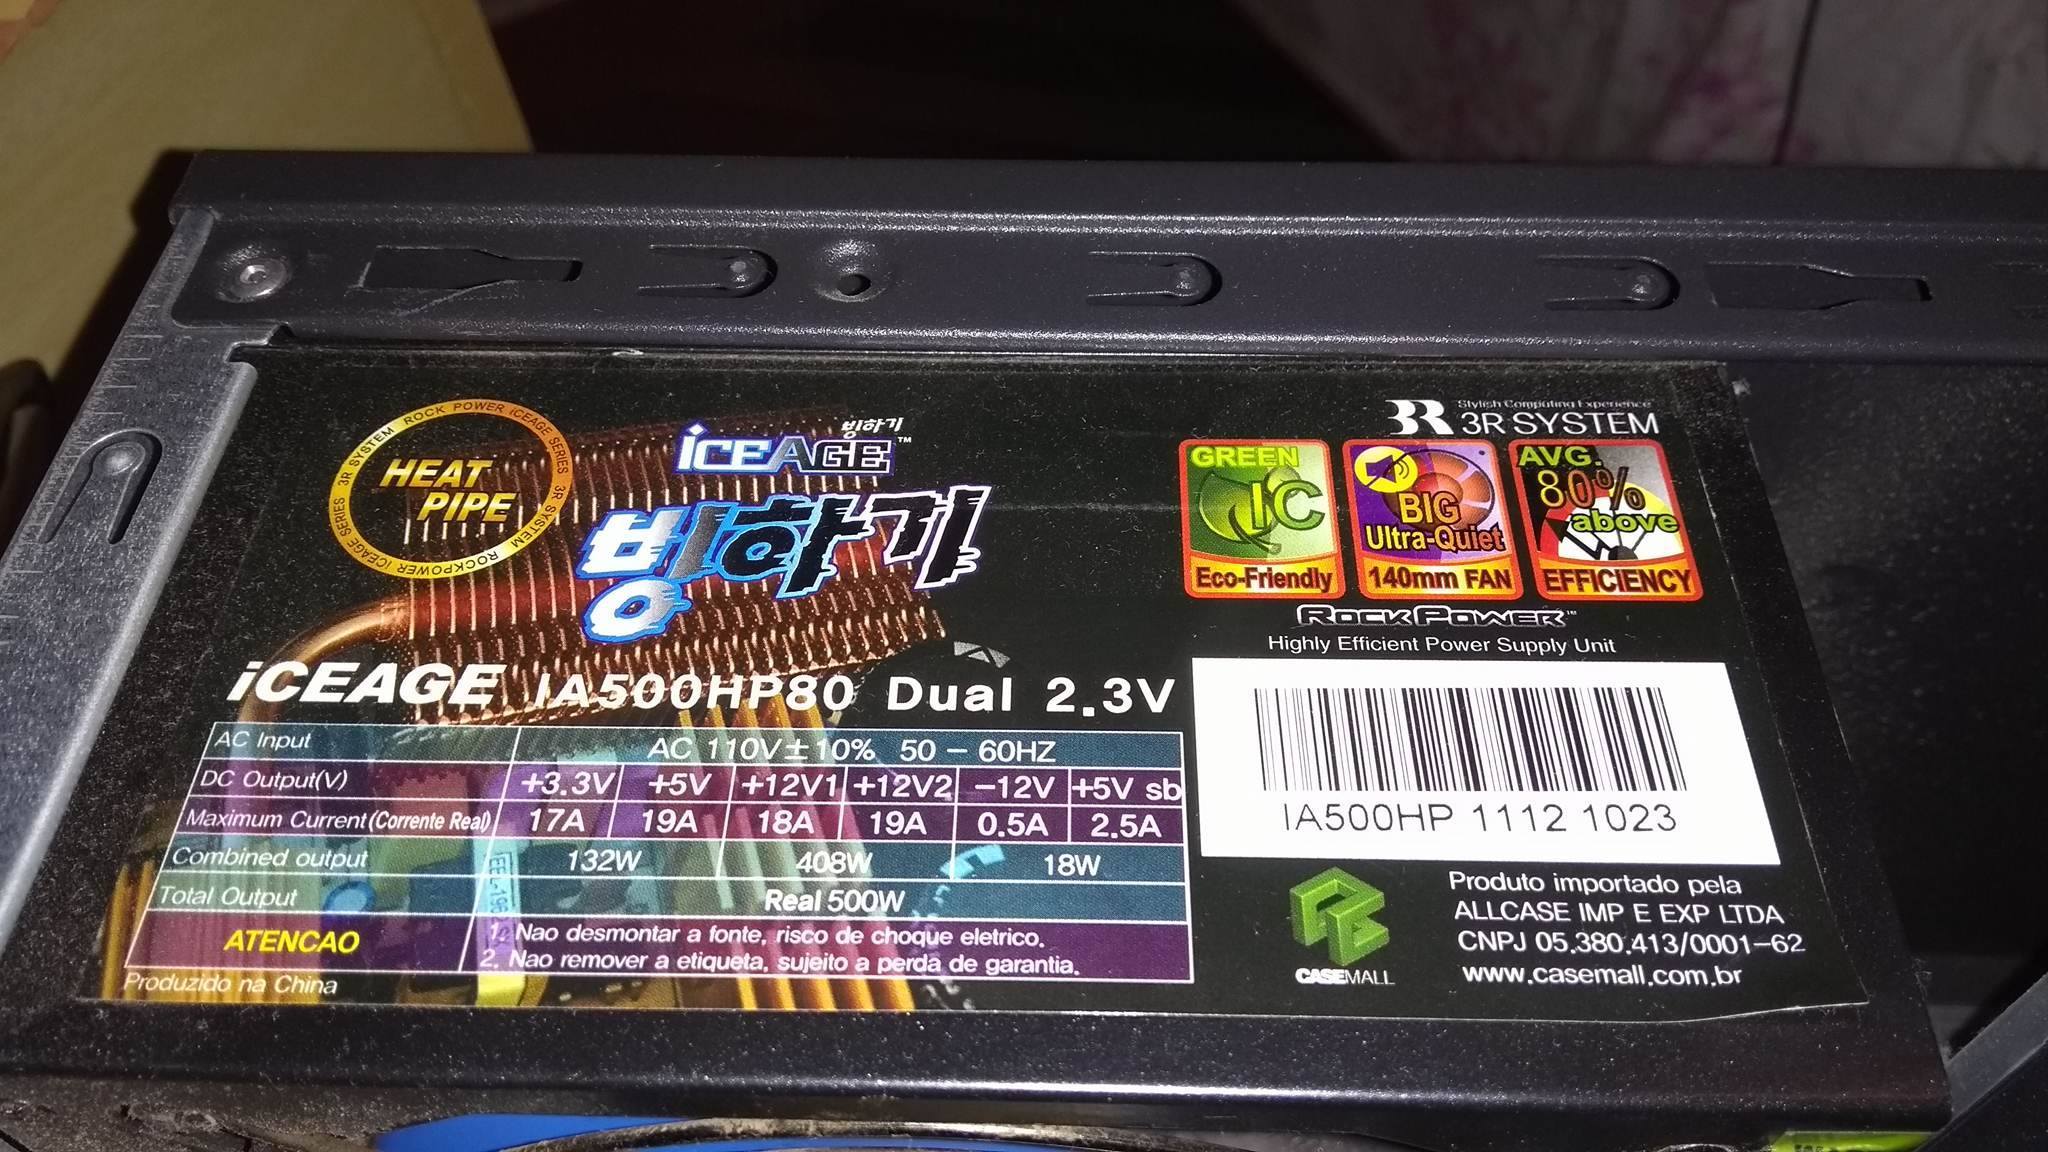 3R SYSTEM ROCK POWER iCEAGE SERIES 3R SYSTEM ROCKPOWER iCEAGE SERIES
HEAT
PIPE
빙하기
iCEAGE™
빙하기
Stylish Computing Experience
3R SYSTEM
GREEN
IC
Eco-Friendly
BIG
Ultra-Quiet
140mm FAN
AVG.
80%
above
EFFICIENCY
ROCKPOWER™
Highly Efficient Power Supply Unit
iCEAGE IA500HP80 Dual 2.3V
AC Input AC 110V±10% 50 – 60HZ
DC Output(V) +3.3V +5V +12V1 +12V2 –12V +5V sb
Maximum Current(Corrente Real) 17A 19A 18A 19A 0.5A 2.5A
Combined output 132W 408W 18W
Total Output Real 500W
ATENCAO
1. Nao desmontar a fonte, risco de choque eletrico.
2. Nao remover a etiqueta, sujeito a perda de garantia.
Produzido na China
IA500HP 1112 1023
CASEMALL
Produto importado pela
ALLCASE IMP E EXP LTDA
CNPJ 05.380.413/0001-62
www.casemall.com.br